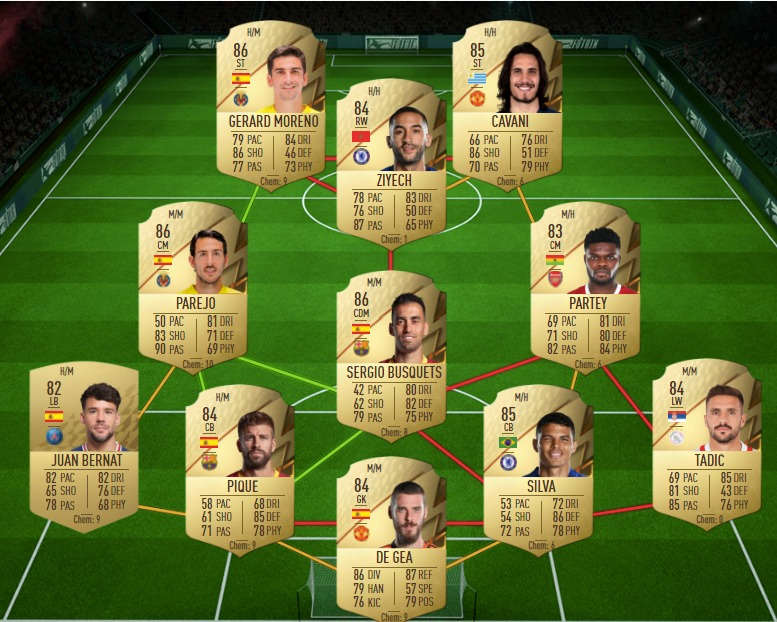 H/M
86
ST
GERARD MORENO
79 PAC 84 DRI
86 SHO 46 DEF
77 PAS 73 PHY
Chem: 9
H/H
85
ST
CAVANI
66 PAC 76 DRI
86 SHO 51 DEF
70 PAS 79 PHY
Chem: 6
H/H
84
RW
ZIYECH
78 PAC 83 DRI
76 SHO 50 DEF
87 PAS 65 PHY
Chem: 1
M/M
86
CM
PAREJO
50 PAC 81 DRI
83 SHO 71 DEF
90 PAS 69 PHY
Chem: 10
M/H
83
CM
PARTEY
69 PAC 81 DRI
71 SHO 80 DEF
82 PAS 84 PHY
Chem: 6
M/M
86
CDM
SERGIO BUSQUETS
42 PAC 80 DRI
62 SHO 82 DEF
79 PAS 75 PHY
Chem: 8
H/M
82
LB
JUAN BERNAT
82 PAC 82 DRI
65 SHO 76 DEF
78 PAS 68 PHY
Chem: 9
H/M
84
CB
PIQUE
58 PAC 68 DRI
61 SHO 85 DEF
71 PAS 78 PHY
Chem: 9
M/H
85
CB
SILVA
53 PAC 72 DRI
54 SHO 86 DEF
72 PAS 78 PHY
Chem: 6
H/M
84
LW
TADIC
69 PAC 85 DRI
81 SHO 43 DEF
85 PAS 76 PHY
Chem: 0
M/M
84
GK
DE GEA
86 DIV 87 REF
79 HAN 57 SPE
76 KIC 79 POS
Chem: 9